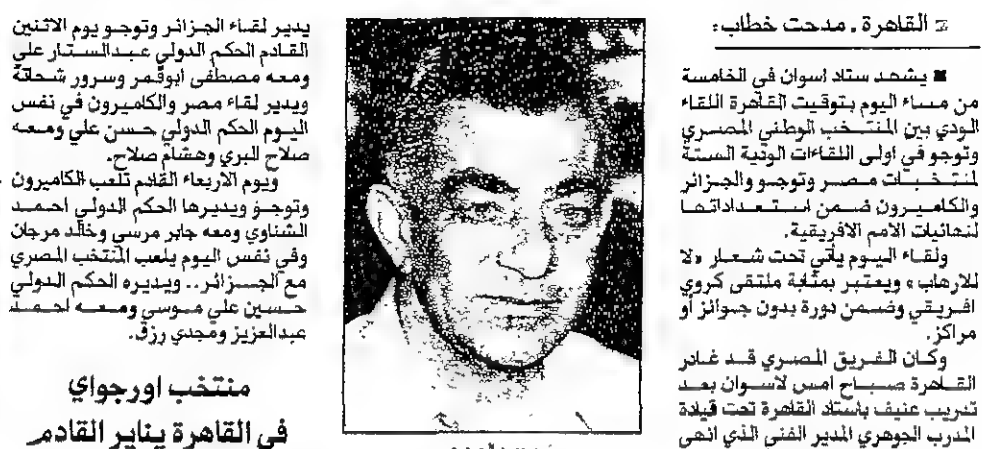 القاهرة ـ مدحت خطاب:
■ يشهد ستاد اسوان في الخامسة
من مساء اليوم بتوقيت القاهرة اللقاء
الودي بين المنتخب الوطني المصري
وتوجو في اولى اللقاءات الودية الستة
لمنتخبات مصر وتوجو والجزائر
والكاميرون ضمن استعداداتها
لنهائيات الامم الافريقية.
ولقاء اليوم يأتي تحت شعار «لا
للارهاب» ويعتبر بمثابة ملتقى كروي
افريقي وضمن دورة بدون جوائز أو
مراكز.
وكان الفريق المصري قد غادر
القاهرة صباح امس لاسوان بعد
تدريب عنيف باستاد القاهرة تحت قيادة
المدرب الجوهري المدير الفني الذي انهى
يدير لقاء الجزائر وتوجو يوم الاثنين
القادم الحكم الدولي عبدالستار علي
ومعه مصطفى ابوقمر وسرور شحاتة
ويدير لقاء مصر والكاميرون في نفس
اليوم الحكم الدولي حسن علي ومعه
صلاح البري وهشام صلاح.
ويوم الاربعاء القادم تلعب الكاميرون
وتوجو ويديرها الحكم الدولي احمد
الشناوي ومعه جابر مرسي وخالد مرجان
وفي نفس اليوم يلعب المنتخب المصري
مع الجزائر.. ويديره الحكم الدولي
حسين علي موسى ومعه احمد
عبدالعزيز ومجدي رزق.
منتخب اورجواي
في القاهرة يناير القادم